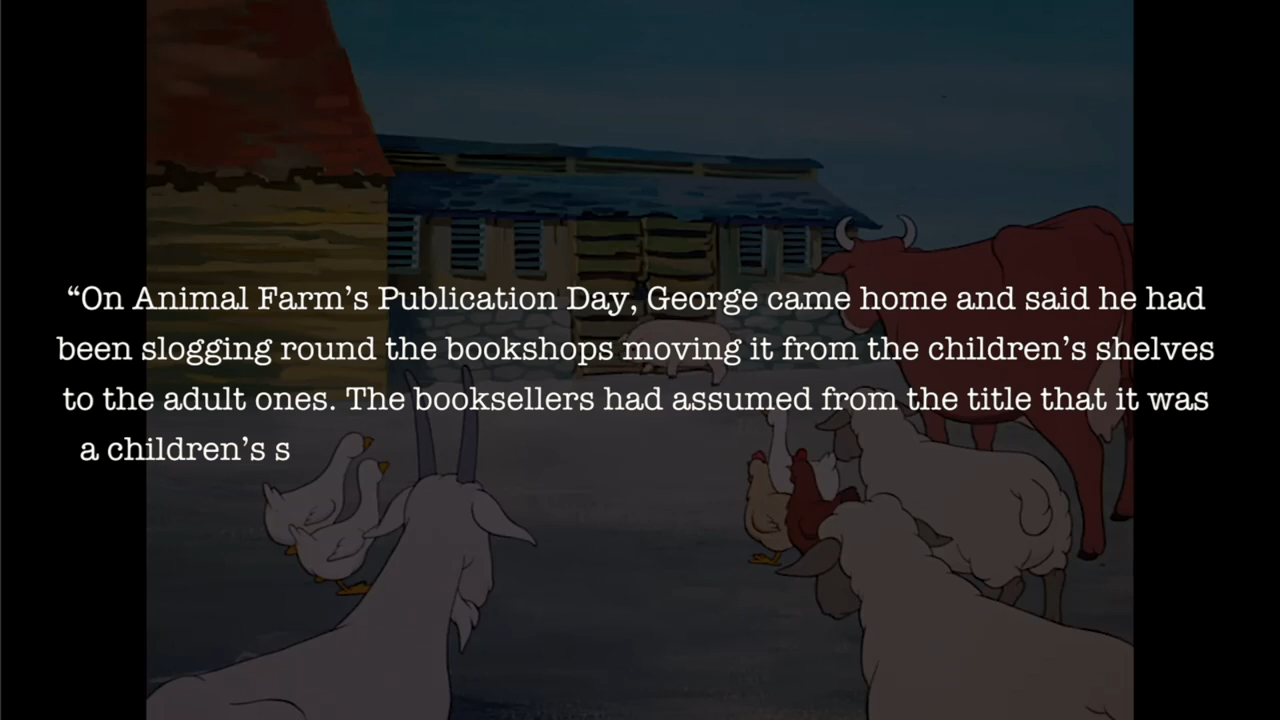 “On Animal Farm’s Publication Day, George came home and said he had
been slogging round the bookshops moving it from the children’s shelves
to the adult ones. The booksellers had assumed from the title that it was
a children’s s